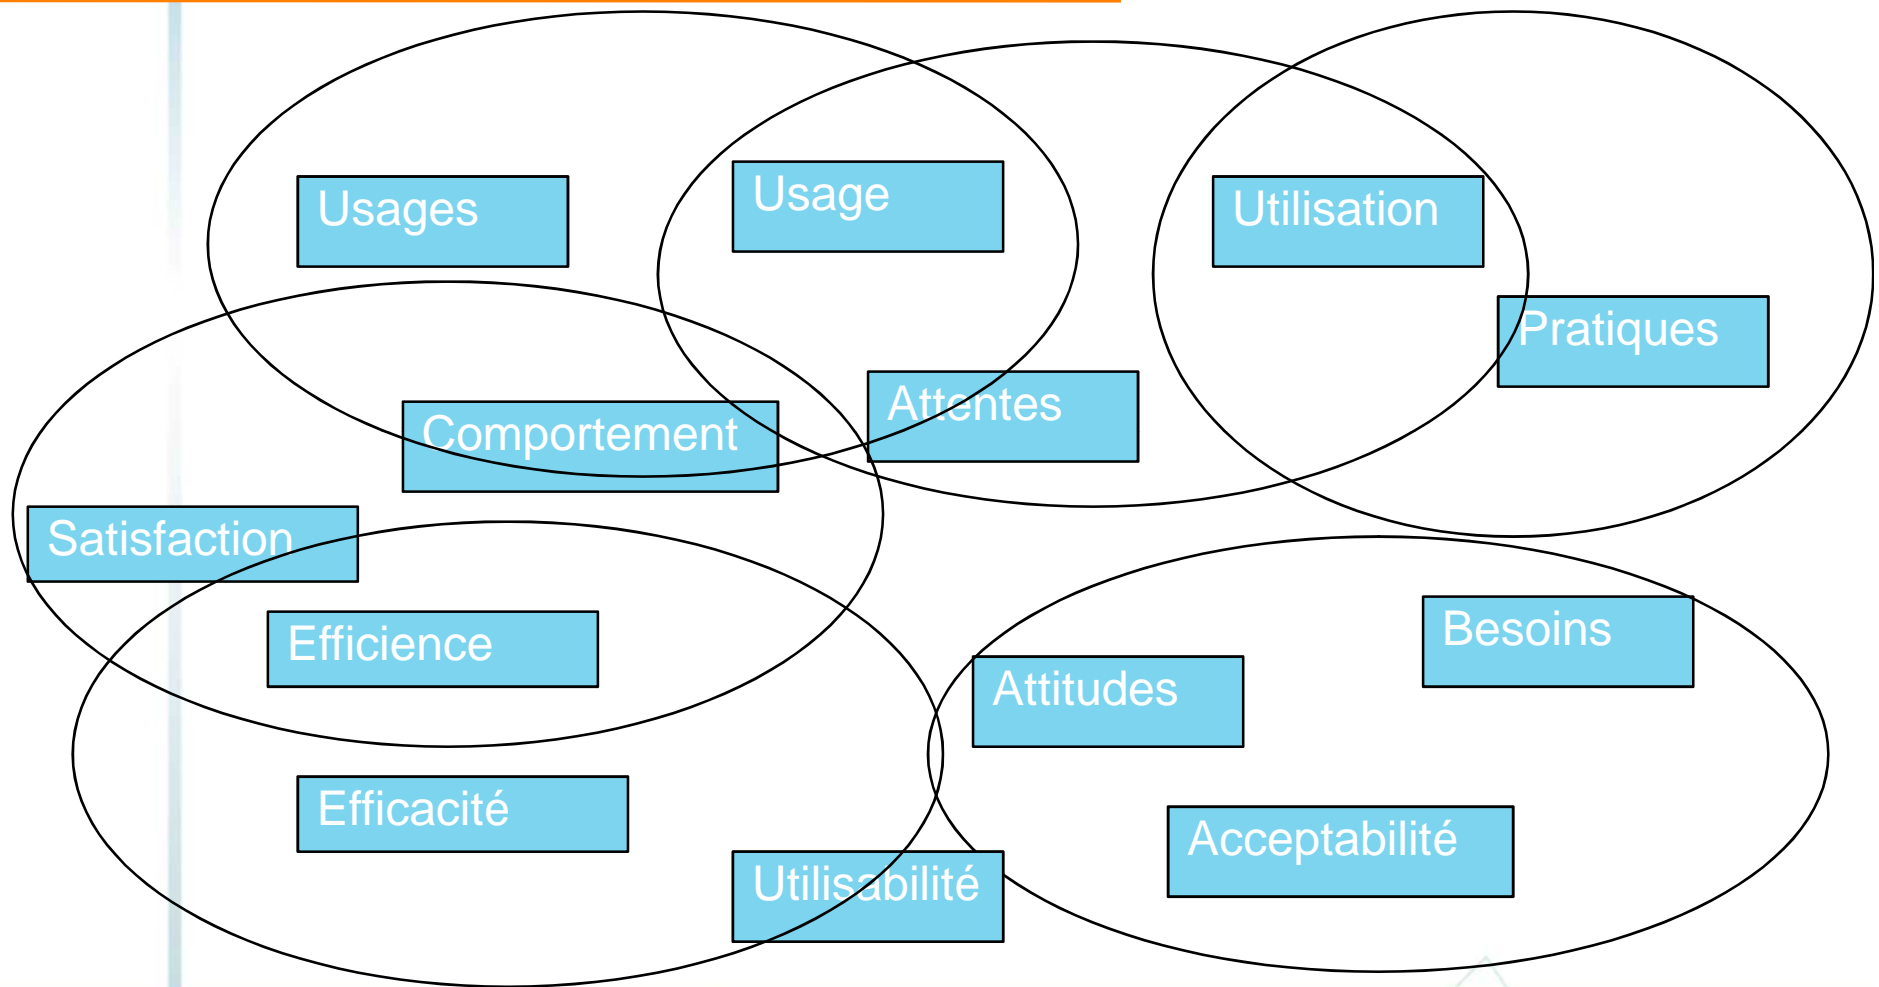 Usages
Usage
Utilisation
Pratiques
Attentes
Comportement
Satisfaction
Efficience
Besoins
Attitudes
Efficacité
Acceptabilité
Utilisabilité